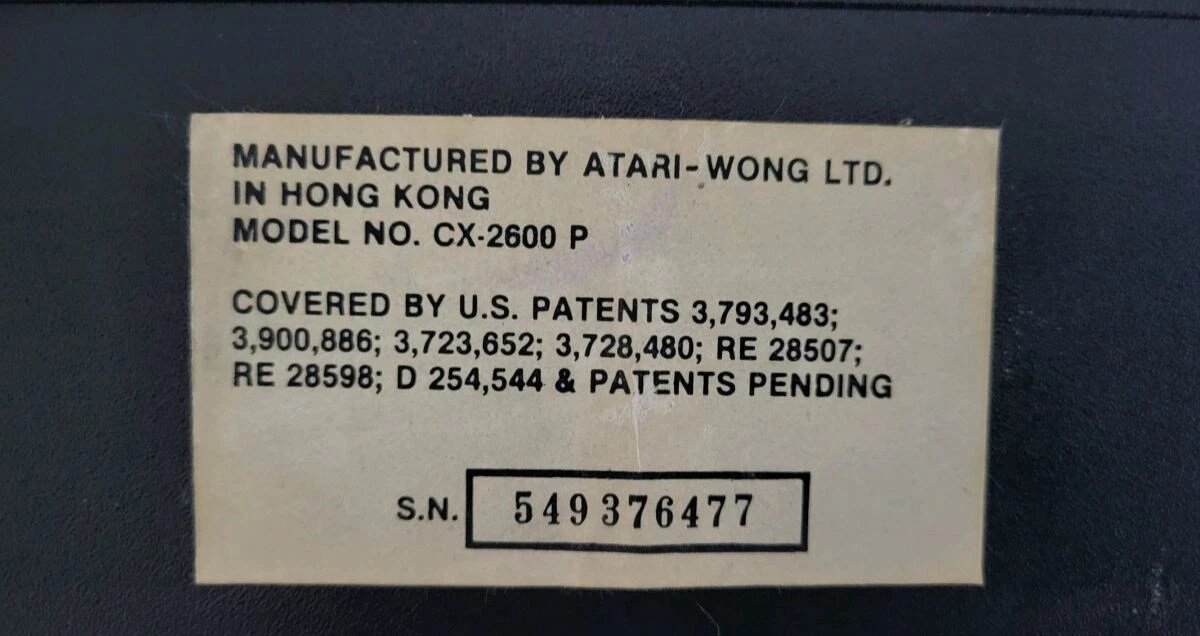 MANUFACTURED BY ATARI-WONG LTD.
IN HONG KONG
MODEL NO. CX-2600 P
COVERED BY U.S. PATENTS 3,793,483;
3,900,886; 3,723,652; 3,728,480; RE 28507;
RE 28598; D 254,544 & PATENTS PENDING
S.N. 549376477